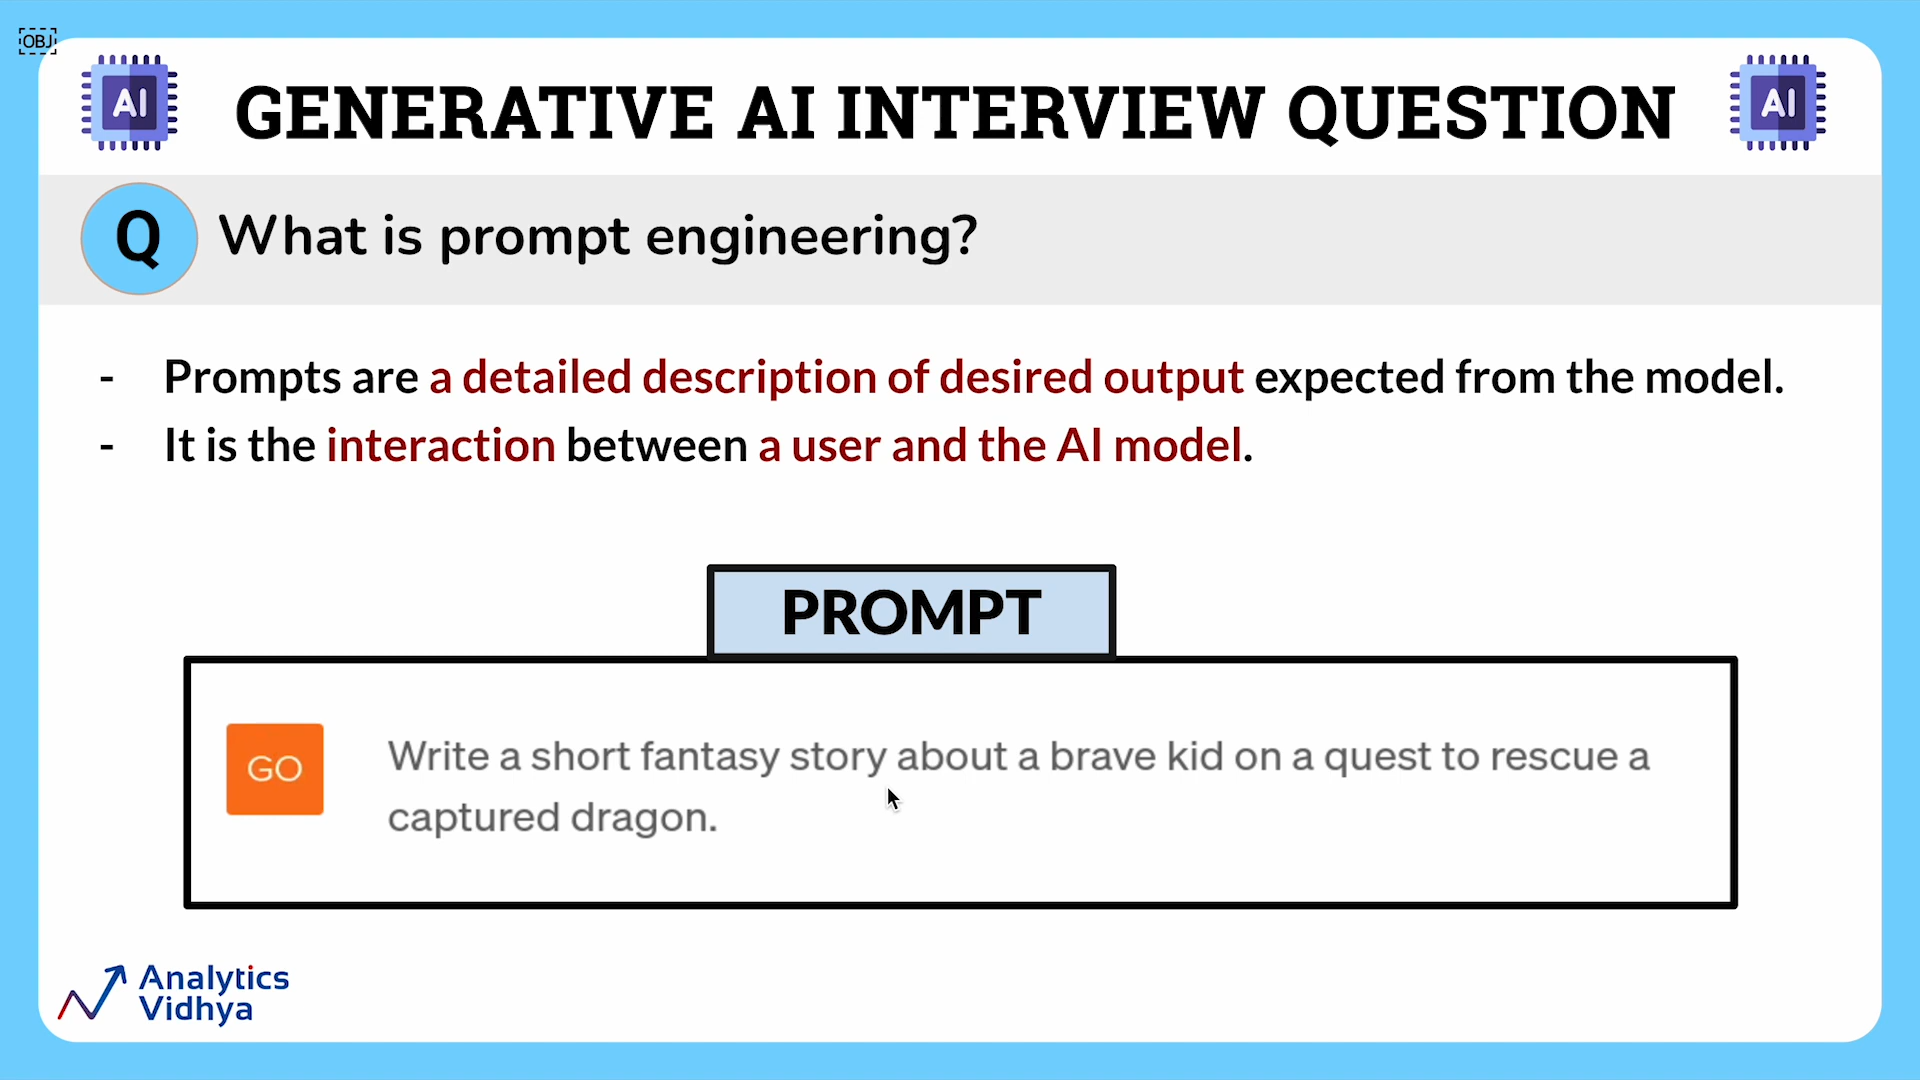 OBJ
AI GENERATIVE AI INTERVIEW QUESTION AI
Q What is prompt engineering?
- Prompts are a detailed description of desired output expected from the model.
- It is the interaction between a user and the AI model.
PROMPT
GO Write a short fantasy story about a brave kid on a quest to rescue a
captured dragon.
Analytics
Vidhya